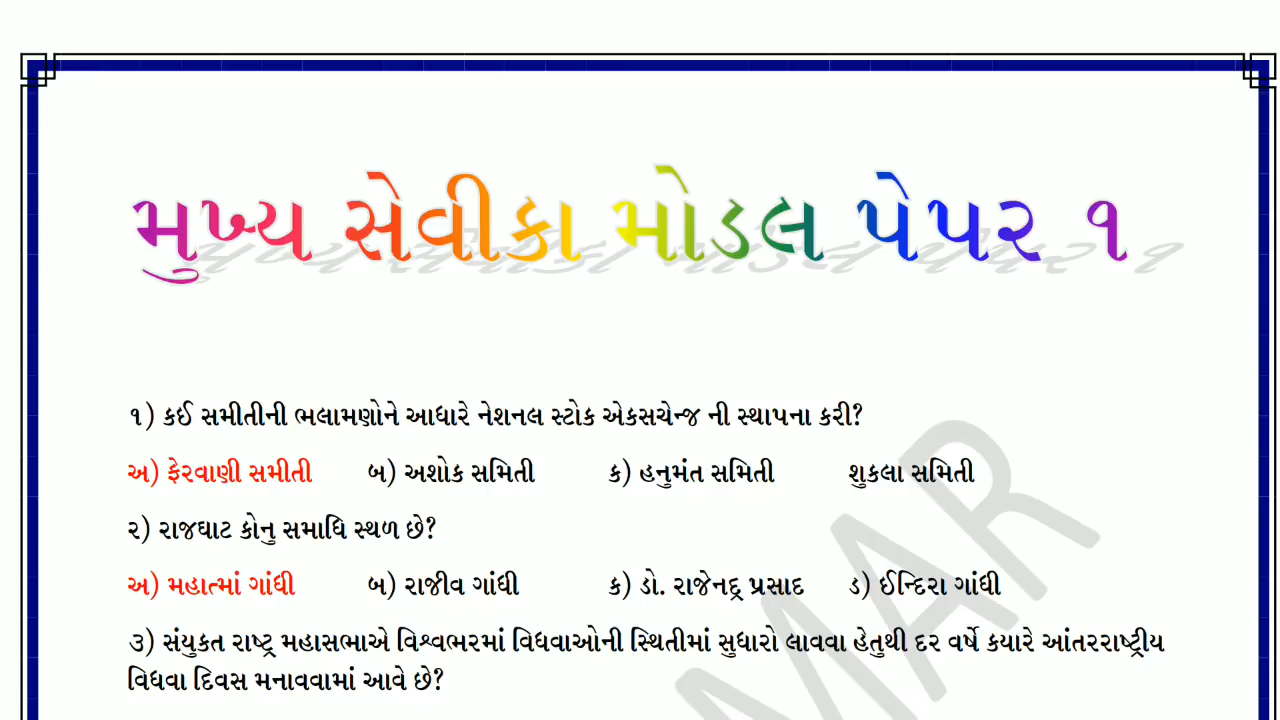 મુખ્ય સેવીકા મોડલ પેપર ૧
૧) કઈ સમીતીની ભલામણોને આધારે નેશનલ સ્ટોક એકસચેન્જ ની સ્થાપના કરી?
અ) ફેરવાણી સમીતી બ) અશોક સમિતી ક) હનુમંત સમિતી શુકલા સમિતી
ર) રાજઘાટ કોનુ સમાધિ સ્થળ છે?
અ) મહાત્માં ગાંધી બ) રાજીવ ગાંધી ક) ડો. રાજેનદ્ર પ્રસાદ ડ) ઈન્દિરા ગાંધી
૩) સંયુકત રાષ્ટ્ર મહાસભાએ વિશ્વભરમાં વિધવાઓની સ્થિતીમાં સુધારો લાવવા હેતુથી દર વર્ષે કયારે આંતરરાષ્ટ્રીય
વિધવા દિવસ મનાવવામાં આવે છે?